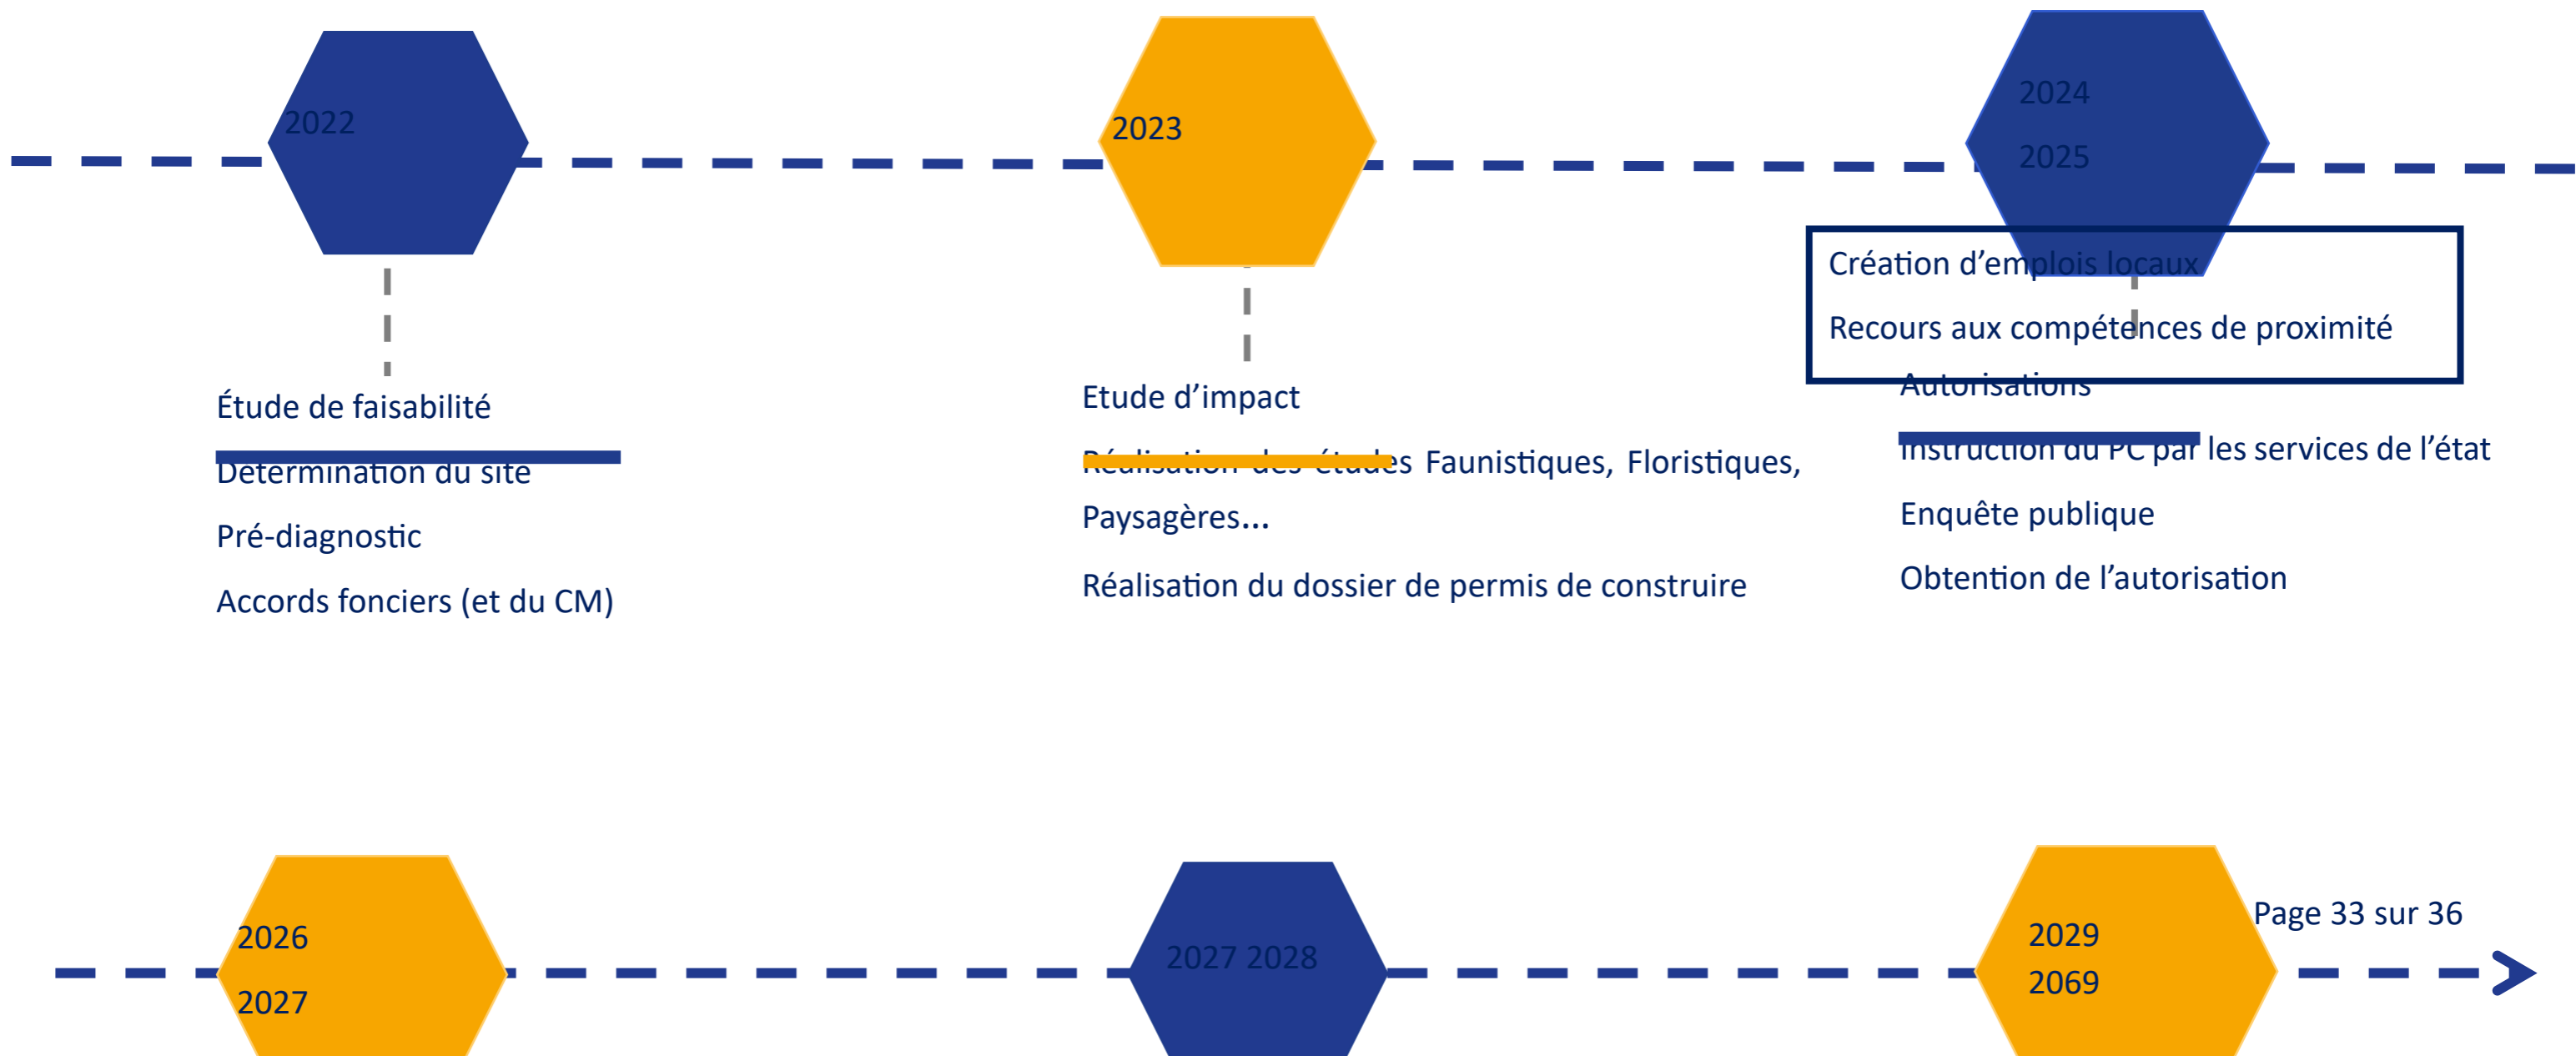 2022
2023
2024
2025
Création d’emplois locaux
Recours aux compétences de proximité
Étude de faisabilité
Détermination du site
Pré-diagnostic
Accords fonciers (et du CM)
Etude d’impact
Réalisation des études Faunistiques, Floristiques,
Paysagères...
Réalisation du dossier de permis de construire
Autorisations
Instruction du PC par les services de l’état
Enquête publique
Obtention de l’autorisation
2026
2027
2027 2028
2029
2069
Page 33 sur 36